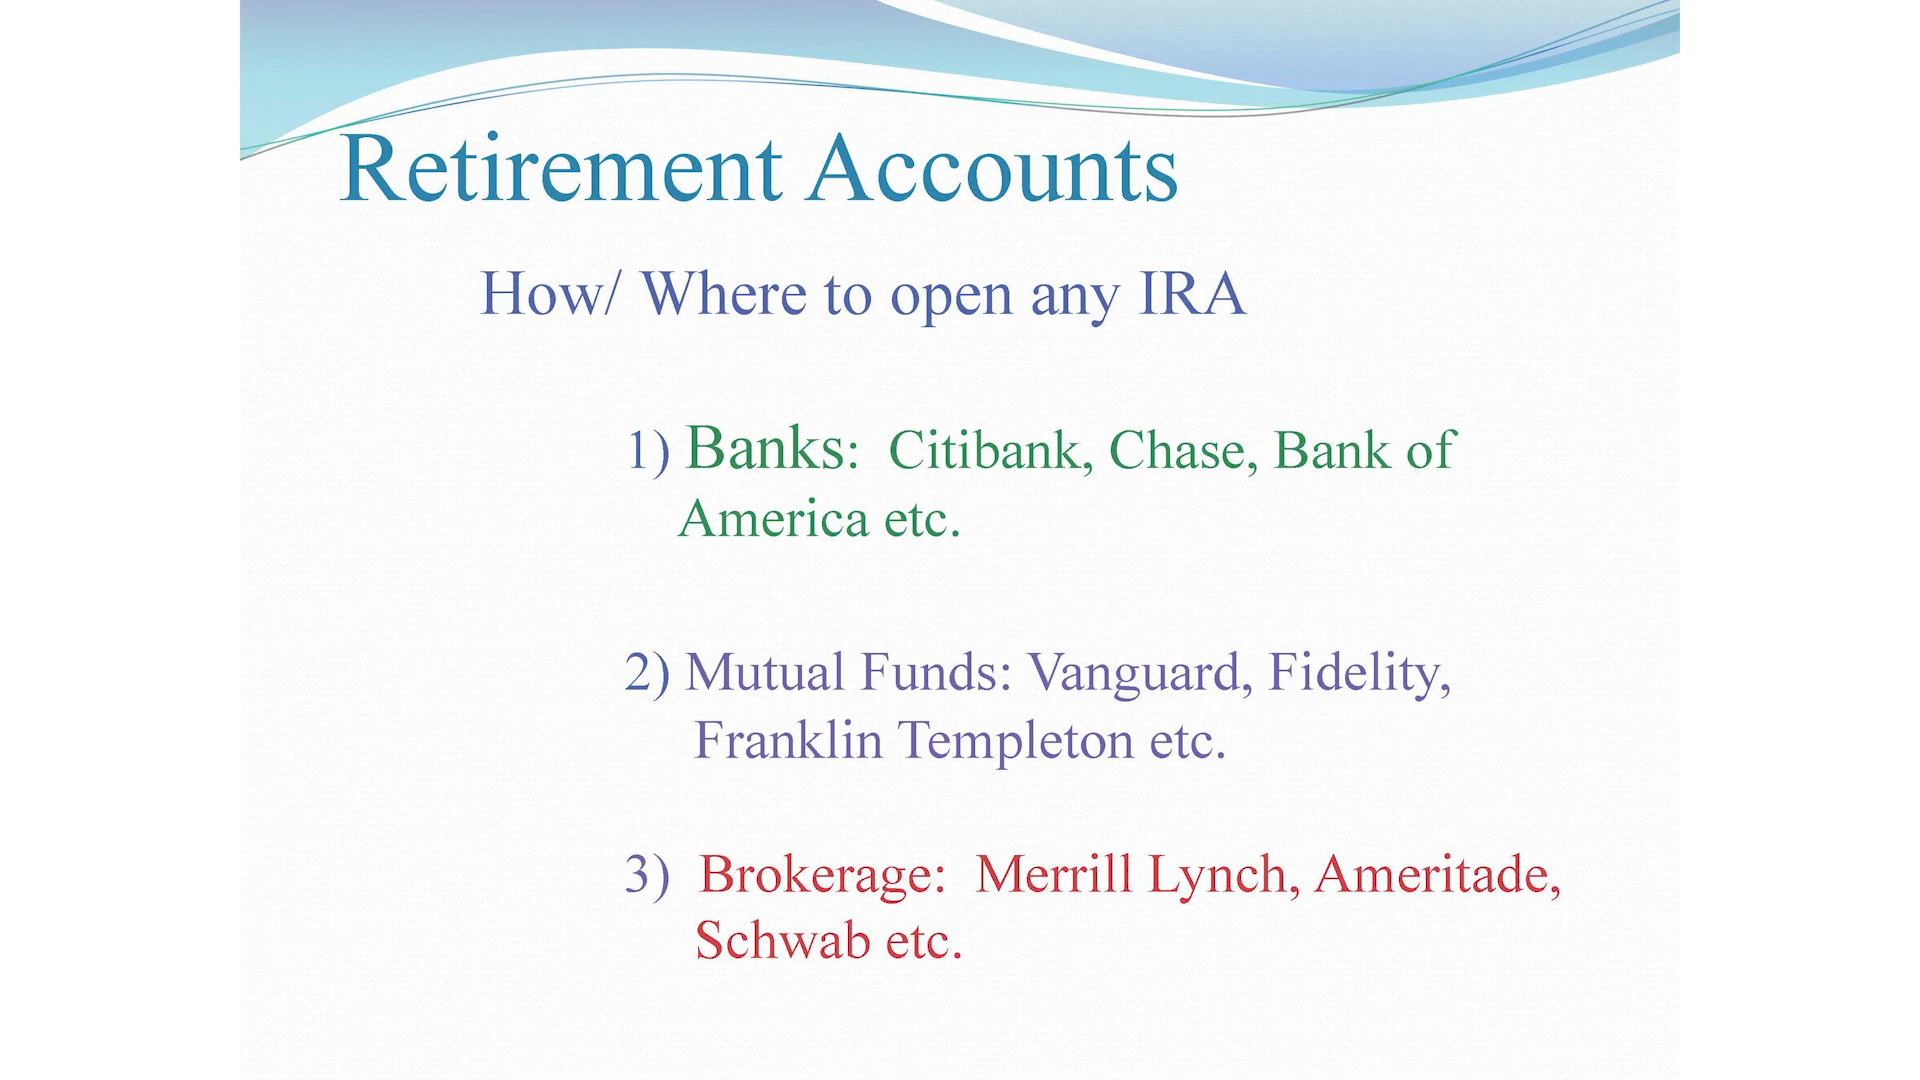 Retirement Accounts
How/ Where to open any IRA
1) Banks: Citibank, Chase, Bank of
America etc.
2) Mutual Funds: Vanguard, Fidelity,
Franklin Templeton etc.
3) Brokerage: Merrill Lynch, Ameritade,
Schwab etc.